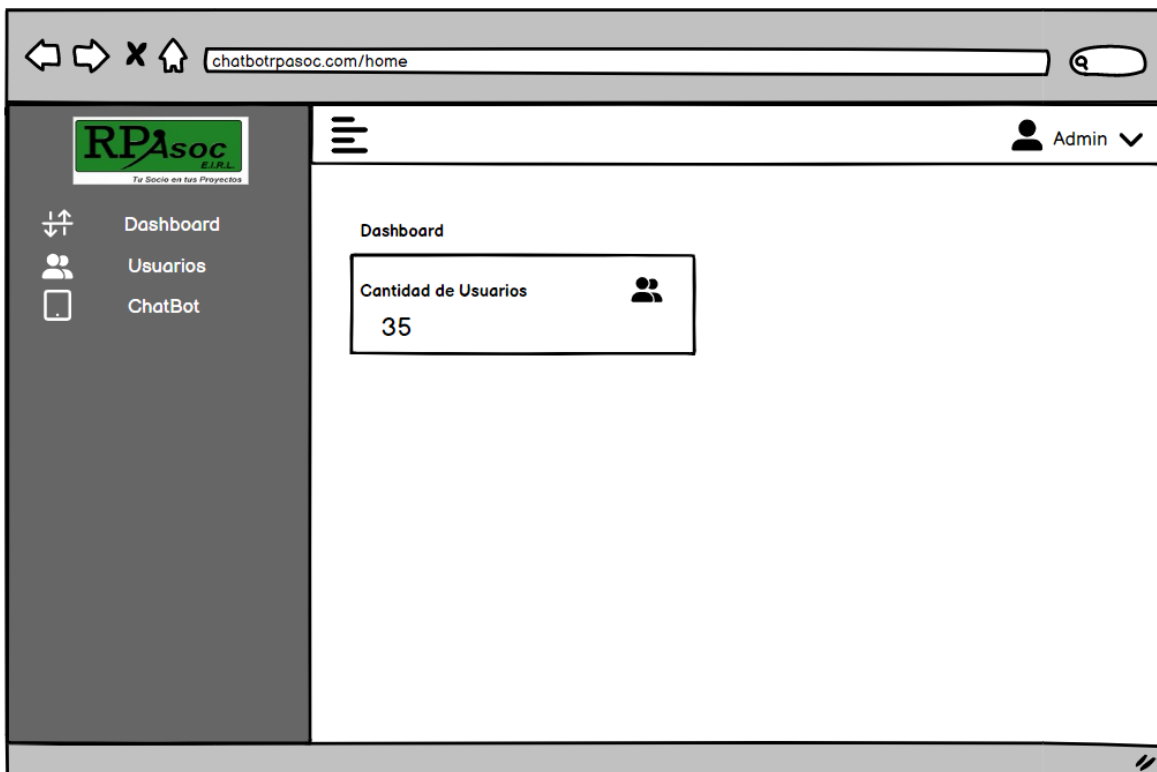 chatbotrpasoc.com/home
RPAsoc
E.I.R.L.
Tu Socio en tus Proyectos
Admin
Dashboard
Usuarios
ChatBot
Dashboard
Cantidad de Usuarios
35